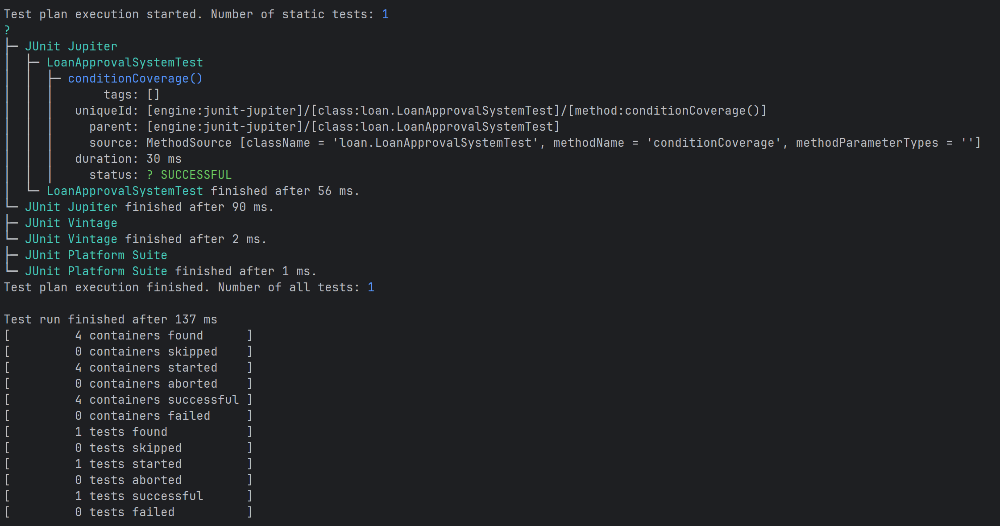 Test plan execution started. Number of static tests: 1
?
├─ JUnit Jupiter
│  ├─ LoanApprovalSystemTest
│  │  ├─ conditionCoverage()
│  │  │       tags: []
│  │  │   uniqueId: [engine:junit-jupiter]/[class:loan.LoanApprovalSystemTest]/[method:conditionCoverage()]
│  │  │     parent: [engine:junit-jupiter]/[class:loan.LoanApprovalSystemTest]
│  │  │     source: MethodSource [className = 'loan.LoanApprovalSystemTest', methodName = 'conditionCoverage', methodParameterTypes = '']
│  │  │   duration: 30 ms
│  │  │     status: ? SUCCESSFUL
│  └─ LoanApprovalSystemTest finished after 56 ms.
└─ JUnit Jupiter finished after 90 ms.
├─ JUnit Vintage
└─ JUnit Vintage finished after 2 ms.
├─ JUnit Platform Suite
└─ JUnit Platform Suite finished after 1 ms.
Test plan execution finished. Number of all tests: 1

Test run finished after 137 ms
[         4 containers found      ]
[         0 containers skipped    ]
[         4 containers started    ]
[         0 containers aborted    ]
[         4 containers successful ]
[         0 containers failed     ]
[         1 tests found           ]
[         0 tests skipped         ]
[         1 tests started         ]
[         0 tests aborted         ]
[         1 tests successful      ]
[         0 tests failed          ]